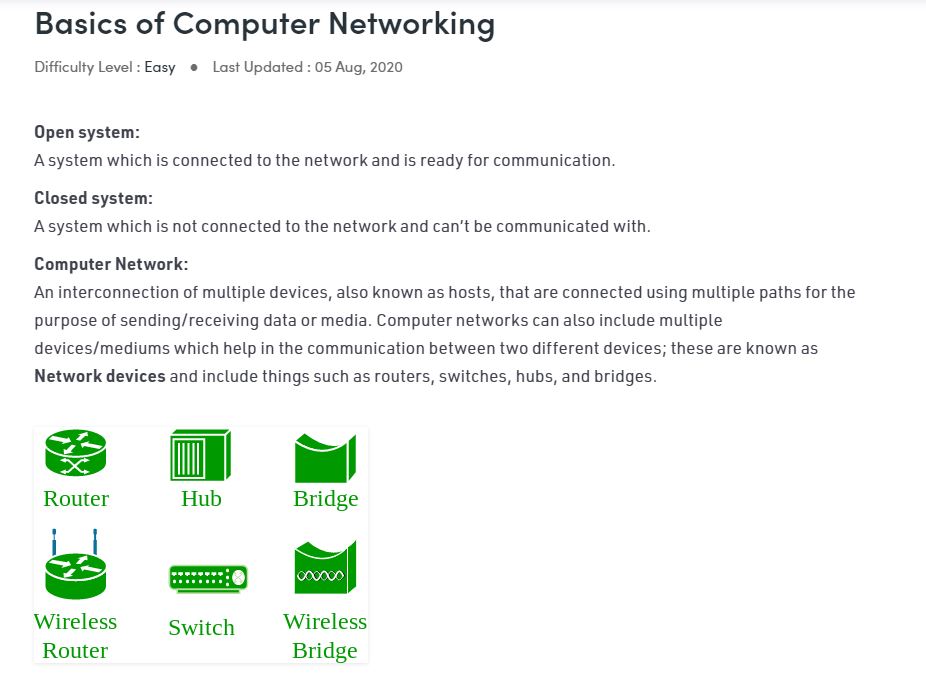 Basics of Computer Networking
Difficulty Level : Easy ● Last Updated : 05 Aug, 2020
Open system:
A system which is connected to the network and is ready for communication.
Closed system:
A system which is not connected to the network and can’t be communicated with.
Computer Network:
An interconnection of multiple devices, also known as hosts, that are connected using multiple paths for the
purpose of sending/receiving data or media. Computer networks can also include multiple
devices/mediums which help in the communication between two different devices; these are known as
Network devices and include things such as routers, switches, hubs, and bridges.
Router Hub Bridge
Wireless Router Switch Wireless Bridge